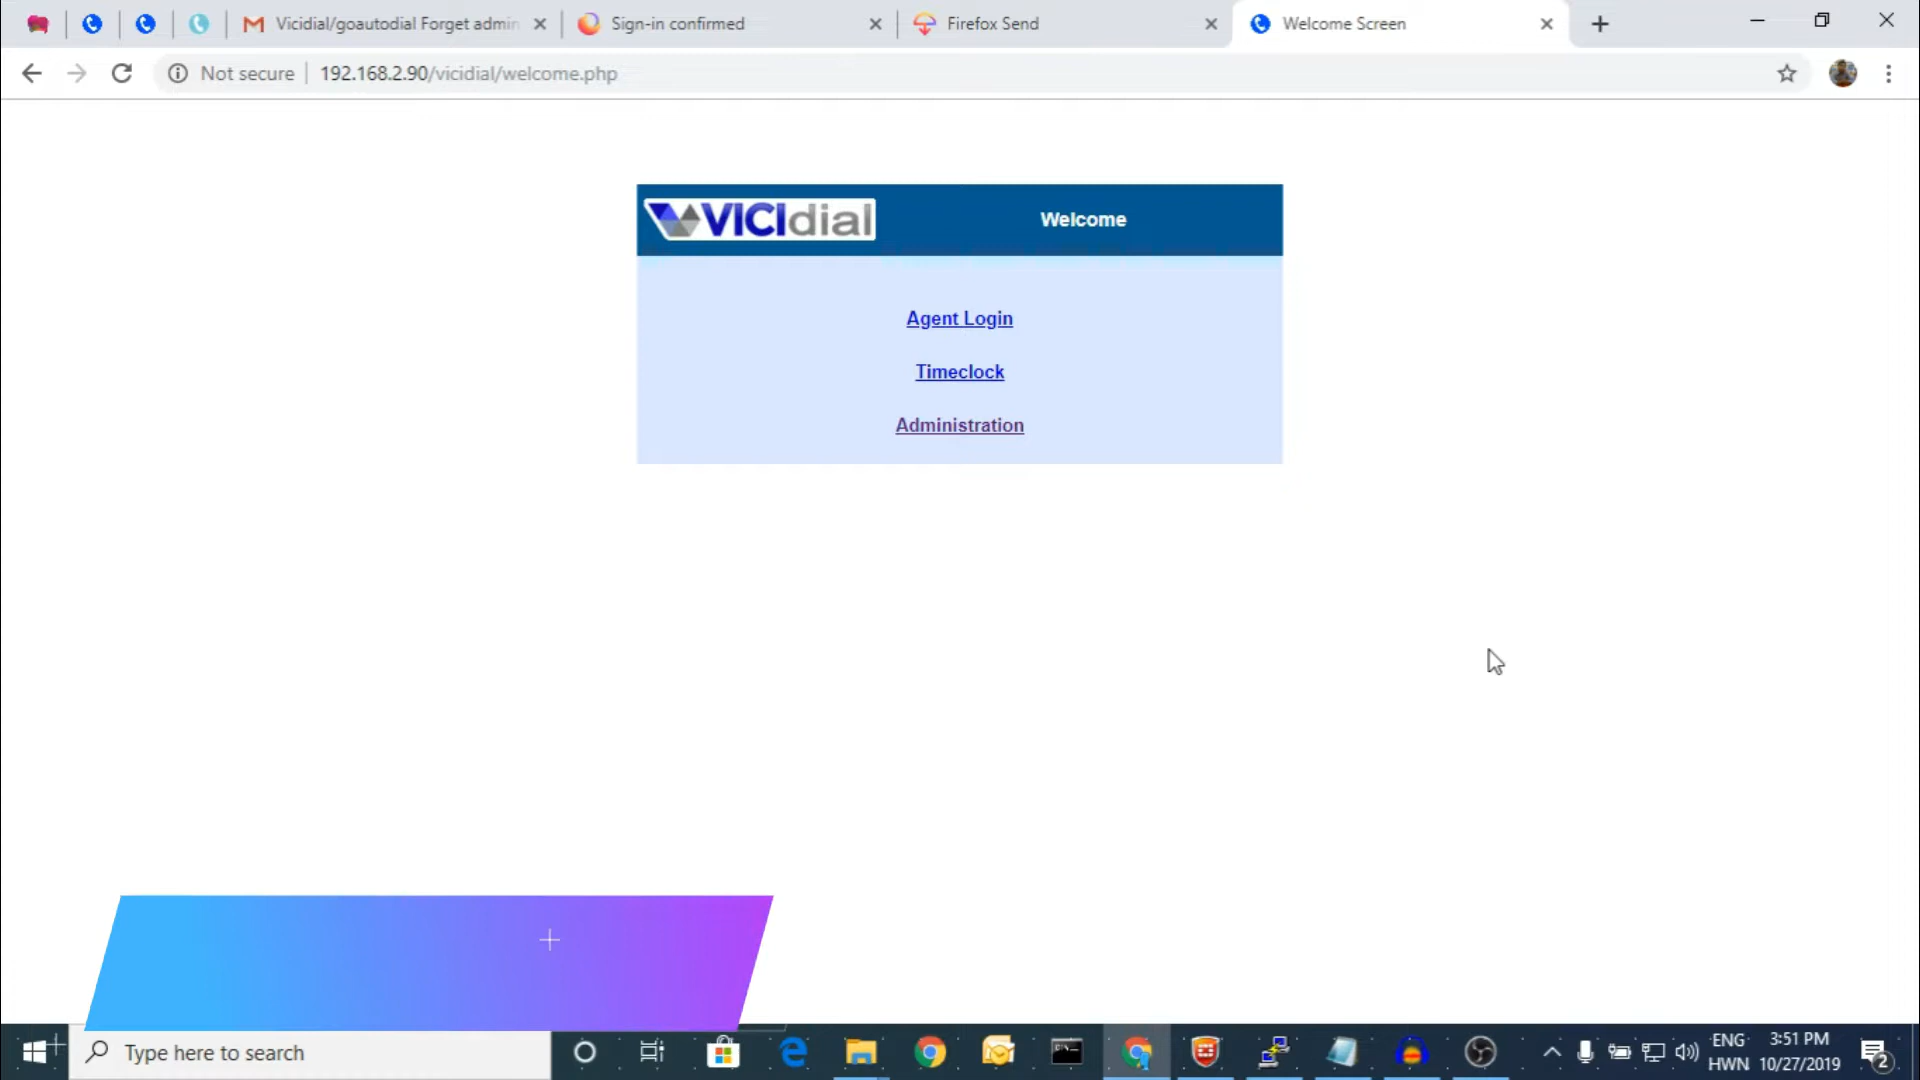 Vicidial/goautodial Forget admin
Sign-in confirmed
Firefox Send
Welcome Screen
Not secure
192.168.2.90/vicidial/welcome.php
VICIdial
Welcome
Agent Login
Timeclock
Administration
Type here to search
ENG
HWN
3:51 PM
10/27/2019
2